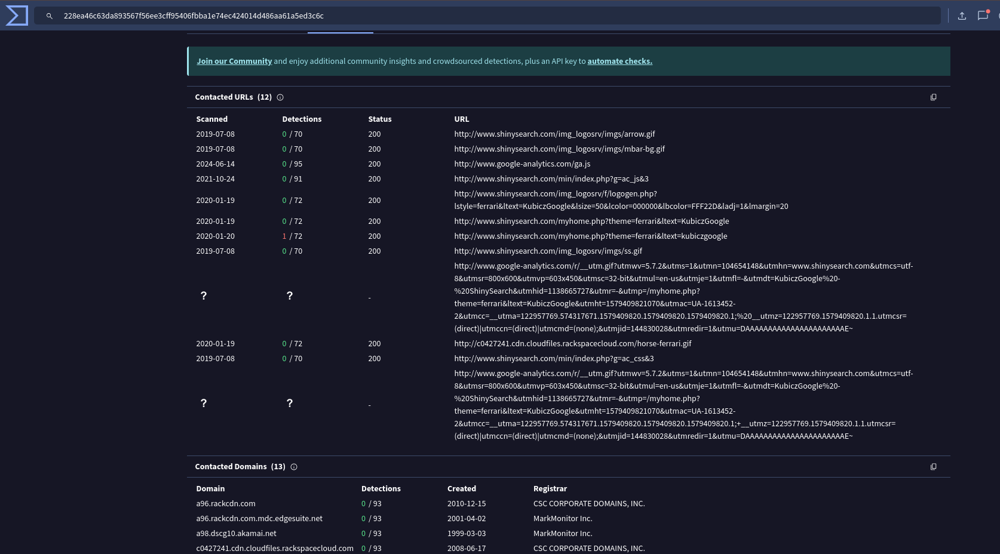 228ea46c63da893567f56ee3cff95406fbba1e74ec424014d486aa61a5ed3c6c
Join our Community and enjoy additional community insights and crowdsourced detections, plus an API key to automate checks.
Contacted URLs (12)
Scanned Detections Status URL
2019-07-08 0 / 70 200 http://www.shinysearch.com/img_logosrv/imgs/arrow.gif
2019-07-08 0 / 70 200 http://www.shinysearch.com/img_logosrv/imgs/mbar-bg.gif
2024-06-14 0 / 95 200 http://www.google-analytics.com/ga.js
2021-10-24 0 / 91 200 http://www.shinysearch.com/min/index.php?g=ac_js&3
2020-01-19 0 / 72 200 http://www.shinysearch.com/img_logosrv/f/logogen.php?
lstyle=ferrari&ltext=KubiczGoogle&lsize=50&lcolor=000000&lbcolor=FFF22D&ladj=1&lmargin=20
2020-01-19 0 / 72 200 http://www.shinysearch.com/myhome.php?theme=ferrari&ltext=KubiczGoogle
2020-01-20 1 / 72 200 http://www.shinysearch.com/myhome.php?theme=ferrari&ltext=kubiczgoogle
2019-07-08 0 / 70 200 http://www.shinysearch.com/img_logosrv/imgs/ss.gif
? ? - http://www.google-analytics.com/r/__utm.gif?utmwv=5.7.2&utms=1&utmn=104654148&utmhn=www.shinysearch.com&utmcs=utf-
8&utmsr=800x600&utmvp=603x450&utmsc=32-bit&utmul=en-us&utmje=1&utmfl=-&utmdt=KubiczGoogle%20-
%20ShinySearch&utmhid=1138665727&utmr=-&utmp=/myhome.php?
theme=ferrari&ltext=KubiczGoogle&utmht=1579409821070&utmac=UA-1613452-
2&utmcc=__utma=122957769.574317671.1579409820.1579409820.1579409820.1;%20__utmz=122957769.1579409820.1.1.utmcsr=
(direct)|utmccn=(direct)|utmcmd=(none);&utmjid=144830028&utmredir=1&utmu=DAAAAAAAAAAAAAAAAAAAAAAE~
2020-01-19 0 / 72 200 http://c0427241.cdn.cloudfiles.rackspacecloud.com/horse-ferrari.gif
2019-07-08 0 / 70 200 http://www.shinysearch.com/min/index.php?g=ac_css&3
? ? - http://www.google-analytics.com/r/__utm.gif?utmwv=5.7.2&utms=1&utmn=104654148&utmhn=www.shinysearch.com&utmcs=utf-
8&utmsr=800x600&utmvp=603x450&utmsc=32-bit&utmul=en-us&utmje=1&utmfl=-&utmdt=KubiczGoogle%20-
%20ShinySearch&utmhid=1138665727&utmr=-&utmp=/myhome.php?
theme=ferrari&ltext=KubiczGoogle&utmht=1579409821070&utmac=UA-1613452-
2&utmcc=__utma=122957769.574317671.1579409820.1579409820.1579409820.1;+__utmz=122957769.1579409820.1.1.utmcsr=
(direct)|utmccn=(direct)|utmcmd=(none);&utmjid=144830028&utmredir=1&utmu=DAAAAAAAAAAAAAAAAAAAAAAE~
Contacted Domains (13)
Domain Detections Created Registrar
a96.rackcdn.com 0 / 93 2010-12-15 CSC CORPORATE DOMAINS, INC.
a96.rackcdn.com.mdc.edgesuite.net 0 / 93 2001-04-02 MarkMonitor Inc.
a98.dscg10.akamai.net 0 / 93 1999-03-03 MarkMonitor Inc.
c0427241.cdn.cloudfiles.rackspacecloud.com 0 / 93 2008-06-17 CSC CORPORATE DOMAINS, INC.